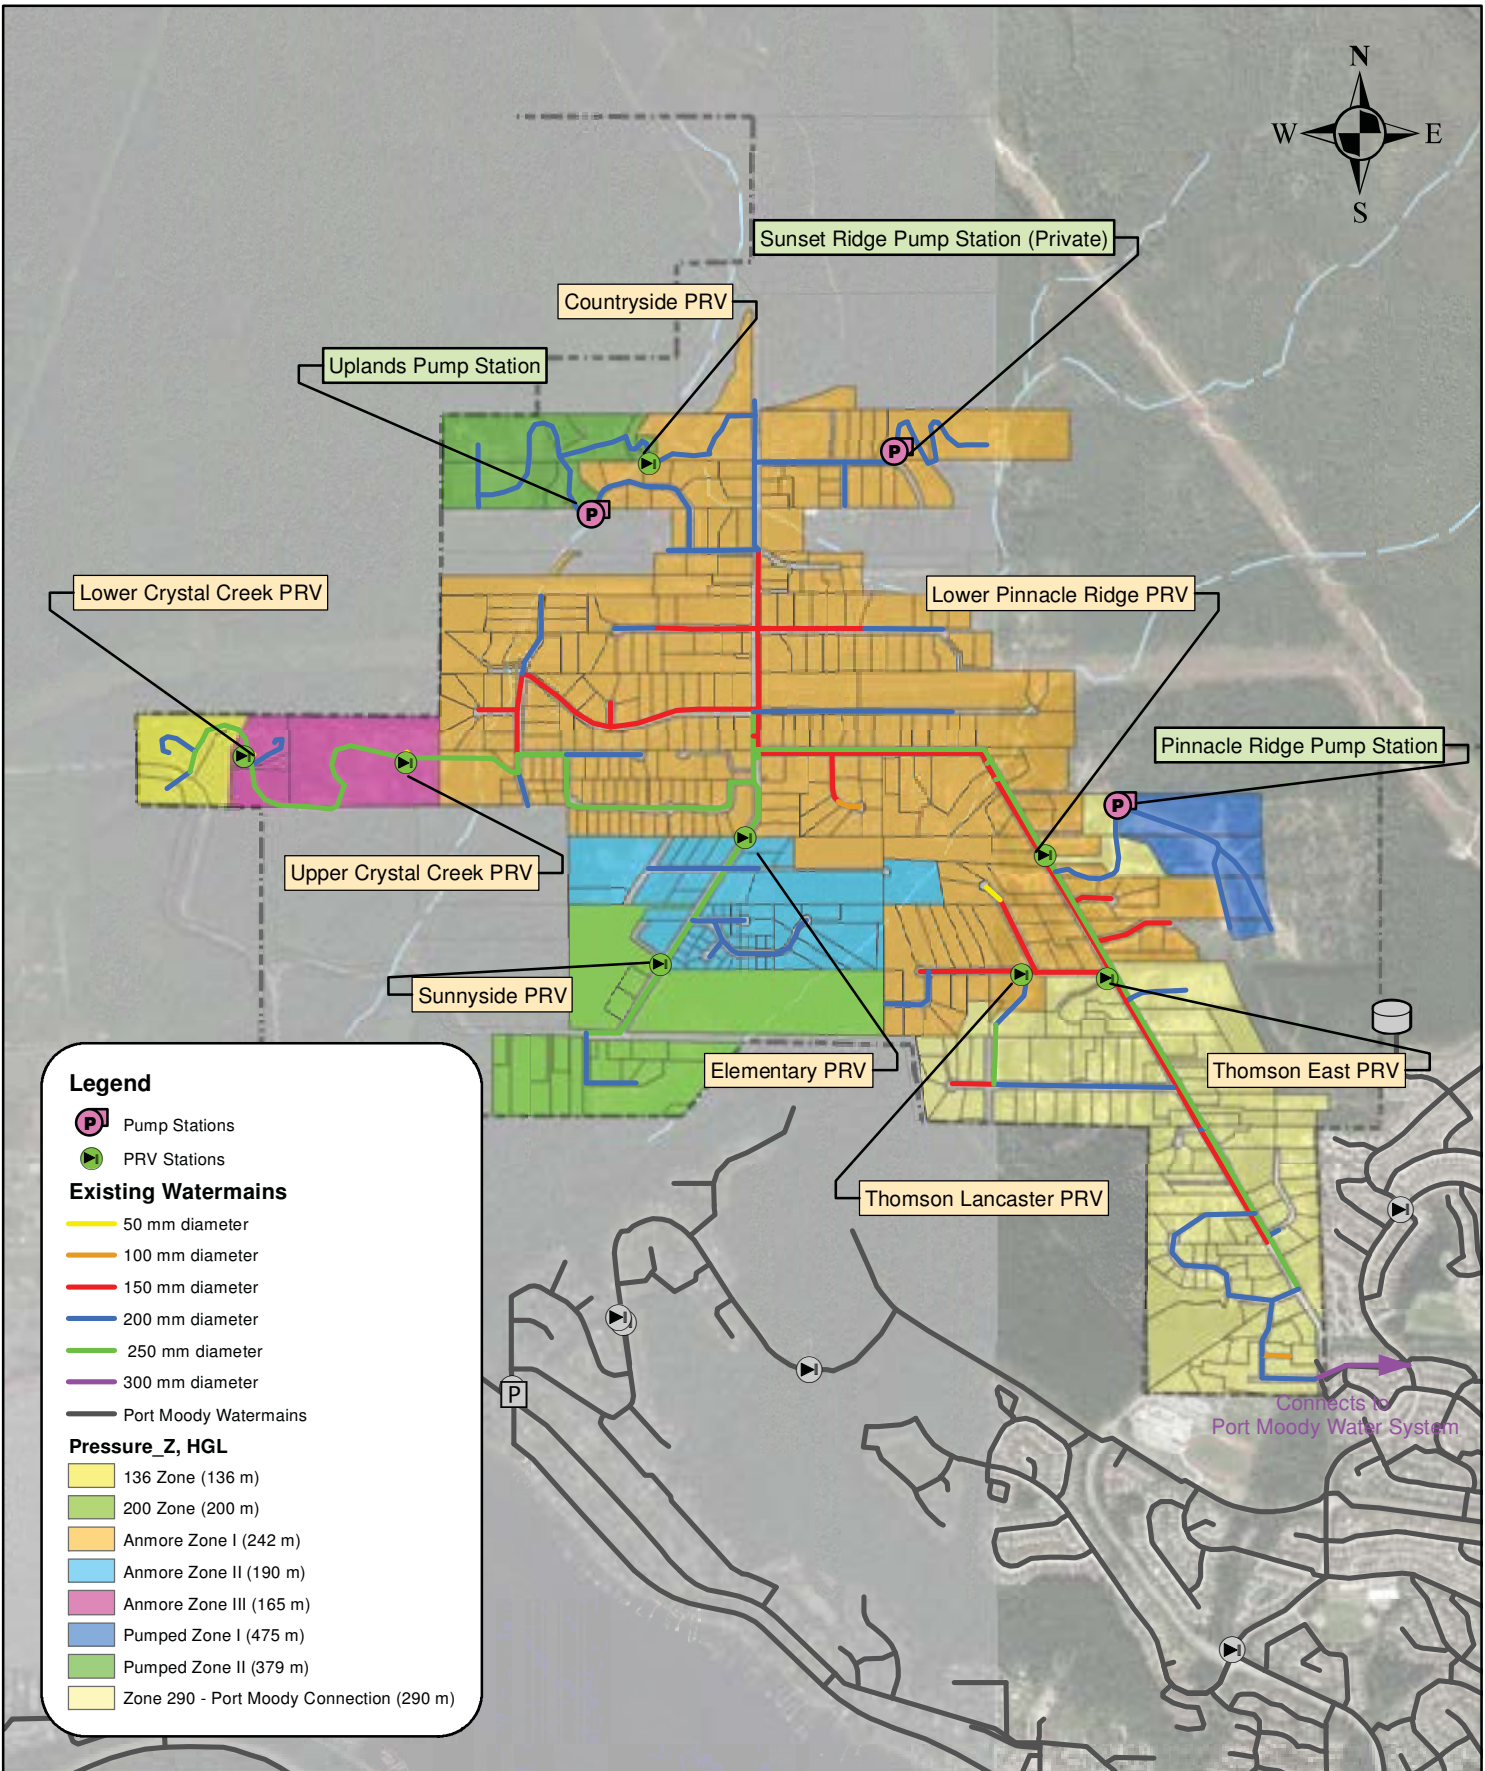 N
W E
S
Sunset Ridge Pump Station (Private)
Countryside PRV
Uplands Pump Station
P
P
Lower Crystal Creek PRV
Lower Pinnacle Ridge PRV
Pinnacle Ridge Pump Station
P
Upper Crystal Creek PRV
Sunnyside PRV
Elementary PRV
Thomson East PRV
Thomson Lancaster PRV
P
Connects to
Port Moody Water System
Legend
P Pump Stations
PRV Stations
Existing Watermains
50 mm diameter
100 mm diameter
150 mm diameter
200 mm diameter
250 mm diameter
300 mm diameter
Port Moody Watermains
Pressure_Z, HGL
136 Zone (136 m)
200 Zone (200 m)
Anmore Zone I (242 m)
Anmore Zone II (190 m)
Anmore Zone III (165 m)
Pumped Zone I (475 m)
Pumped Zone II (379 m)
Zone 290 - Port Moody Connection (290 m)